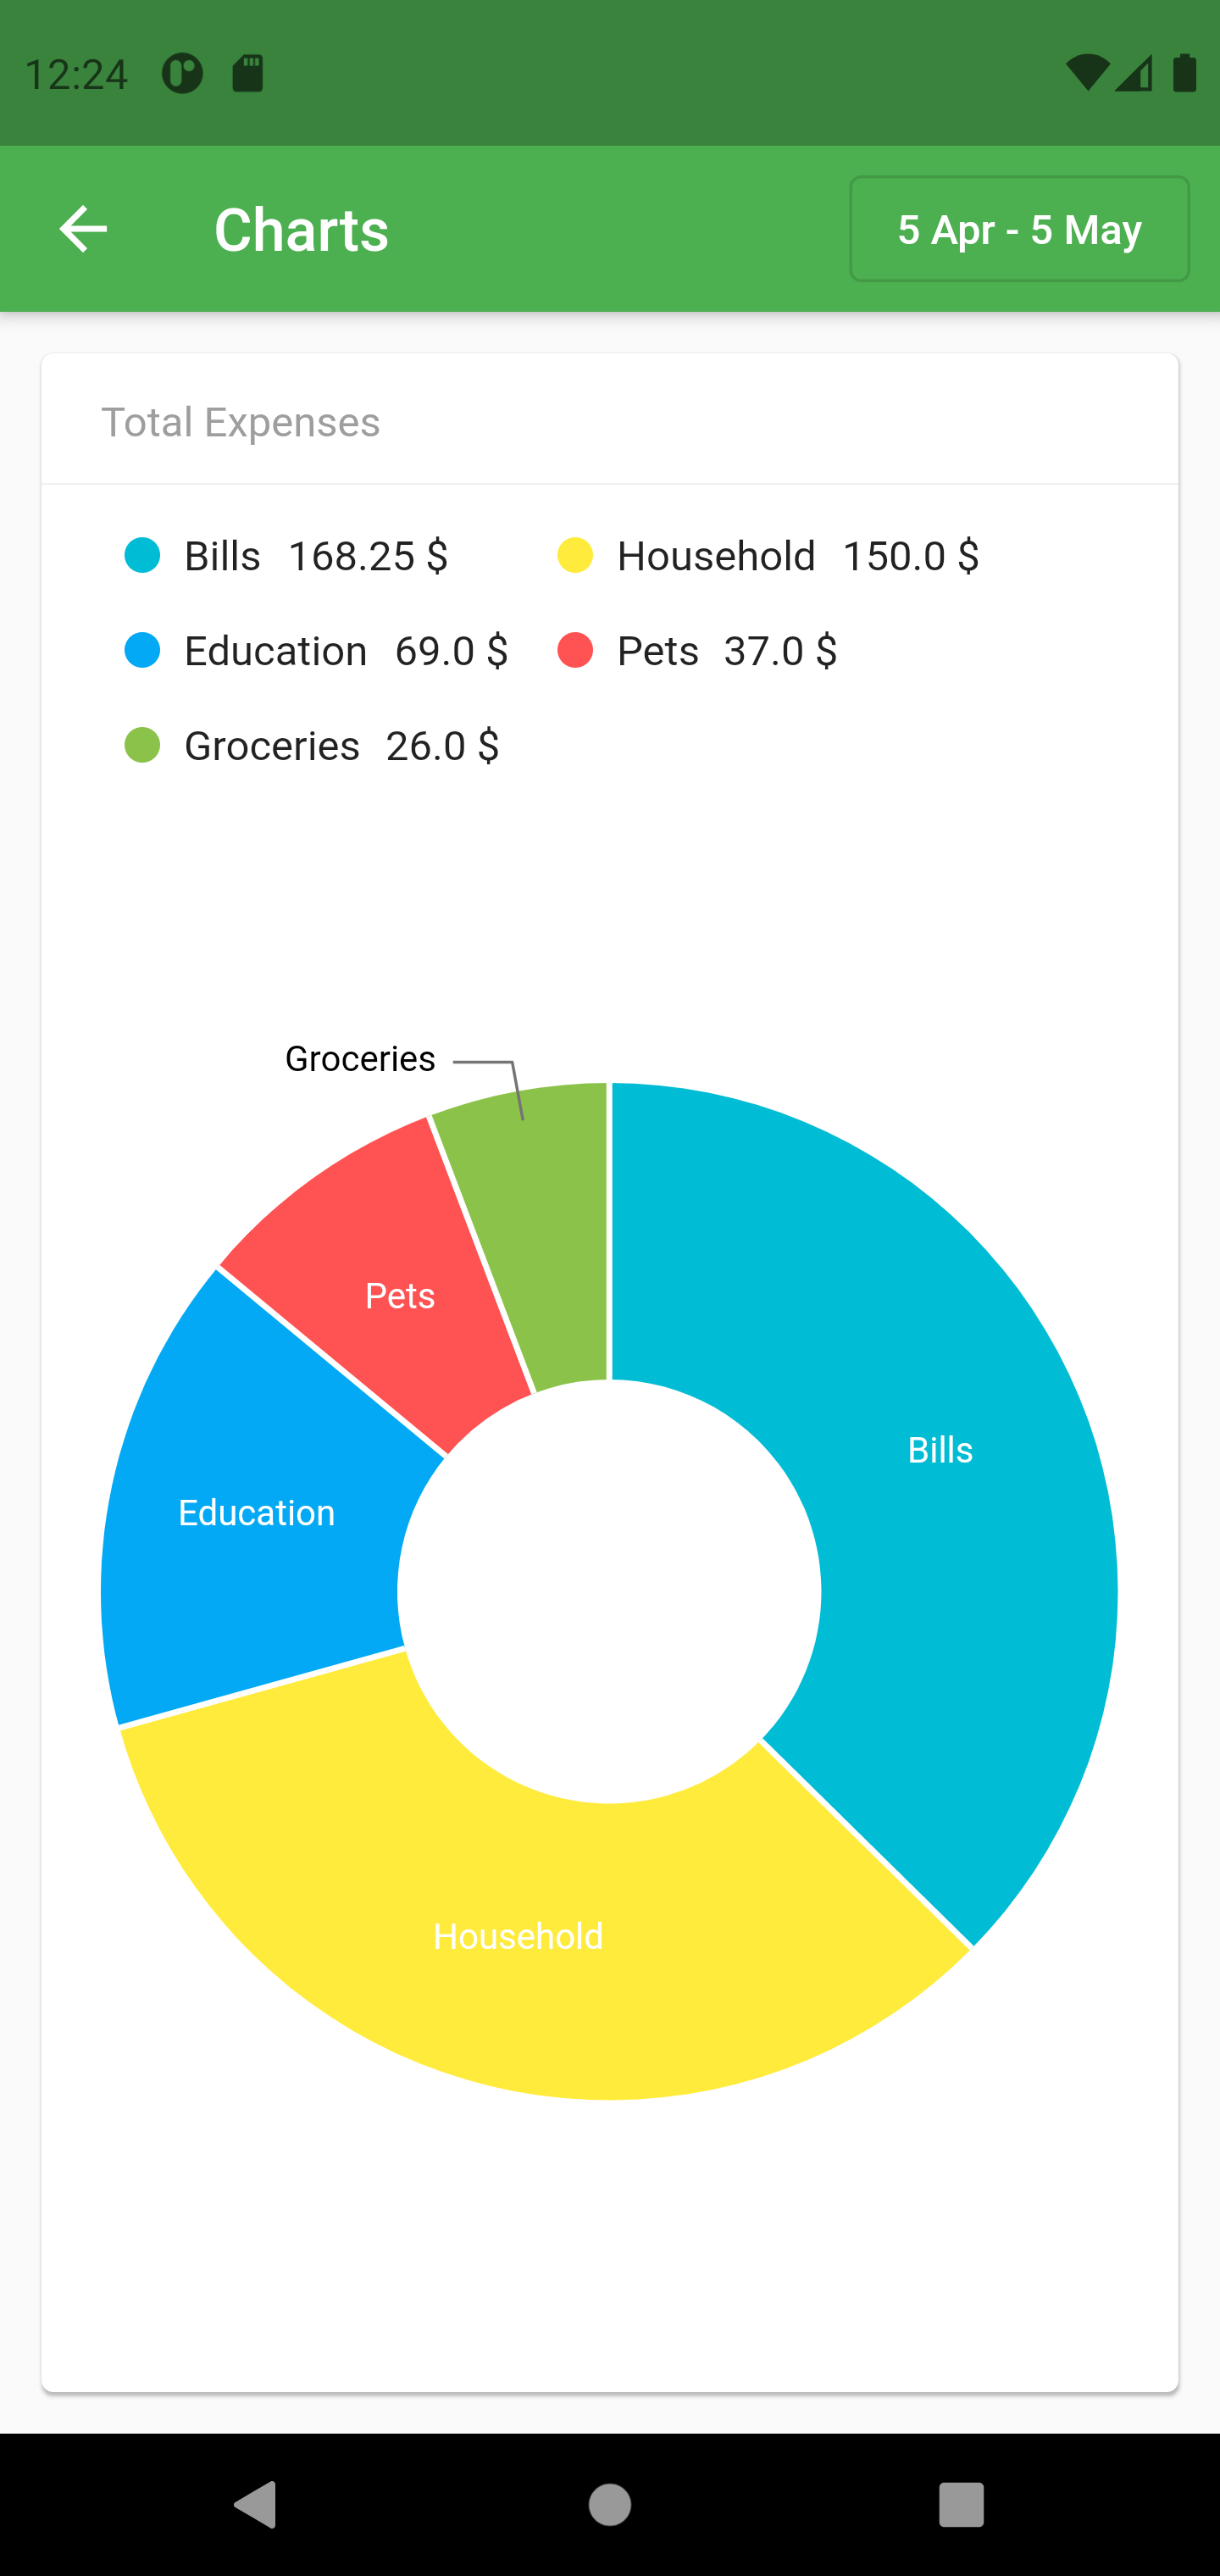 12:24
Charts
5 Apr - 5 May
Total Expenses
Bills 168.25 $
Household 150.0 $
Education 69.0 $
Pets 37.0 $
Groceries 26.0 $
Groceries
Pets
Bills
Education
Household